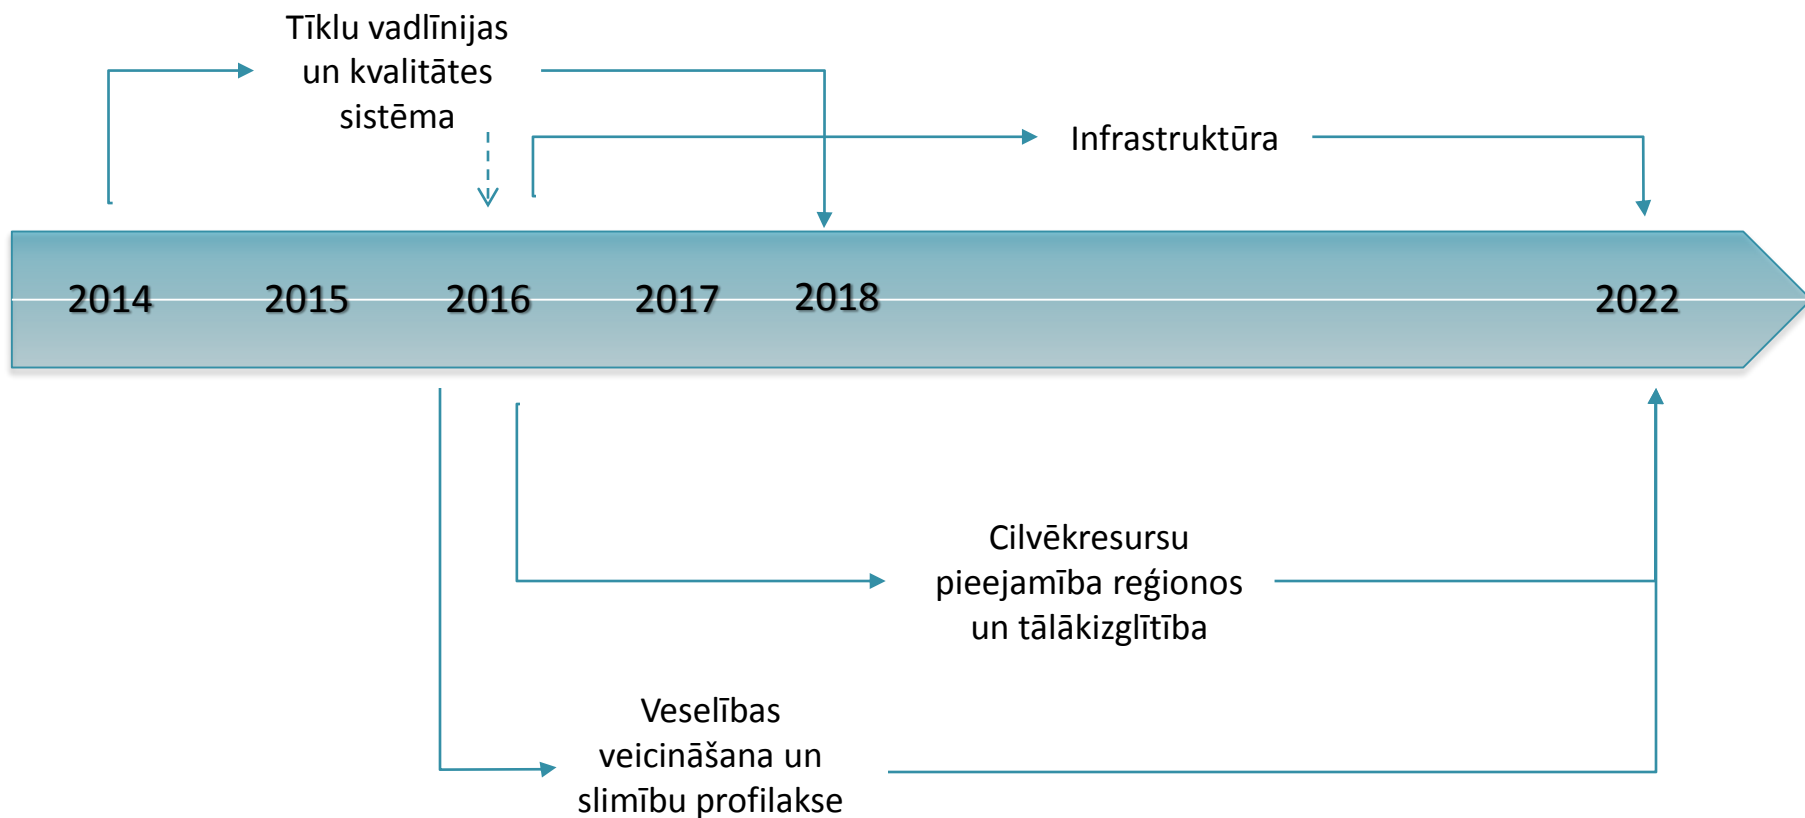 Tīklu vadlīnijas
un kvalitātes
sistēma
Infrastruktūra
2014
2015
2016
2017
2018
2022
Cilvēkresursu
pieejamība reģionos
un tālākizglītība
Veselības
veicināšana un
slimību profilakse